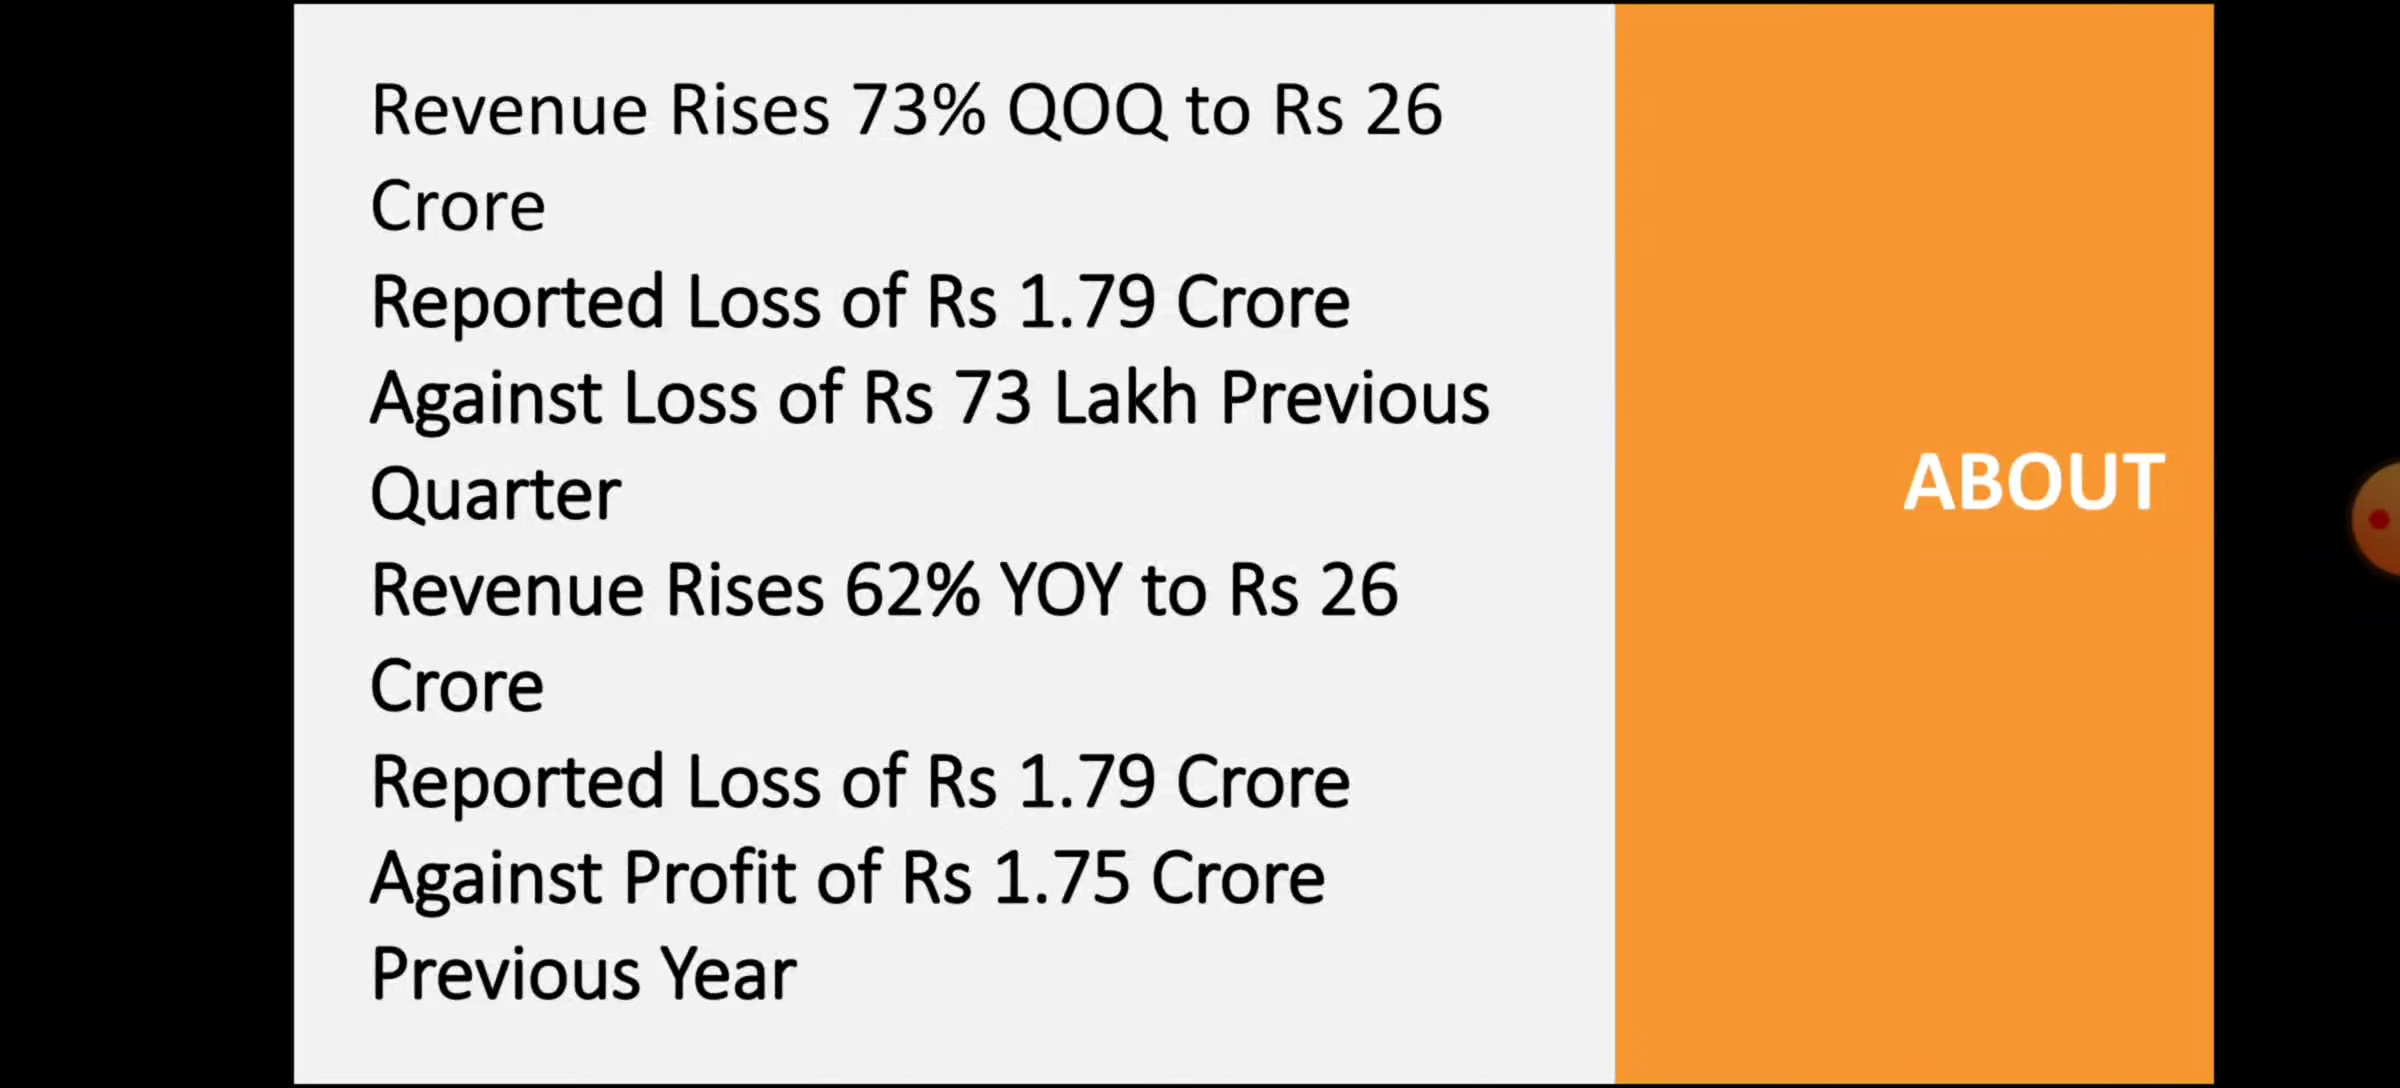 Revenue Rises 73% QOQ to Rs 26
Crore
Reported Loss of Rs 1.79 Crore
Against Loss of Rs 73 Lakh Previous
Quarter
Revenue Rises 62% YOY to Rs 26
Crore
Reported Loss of Rs 1.79 Crore
Against Profit of Rs 1.75 Crore
Previous Year
ABOUT